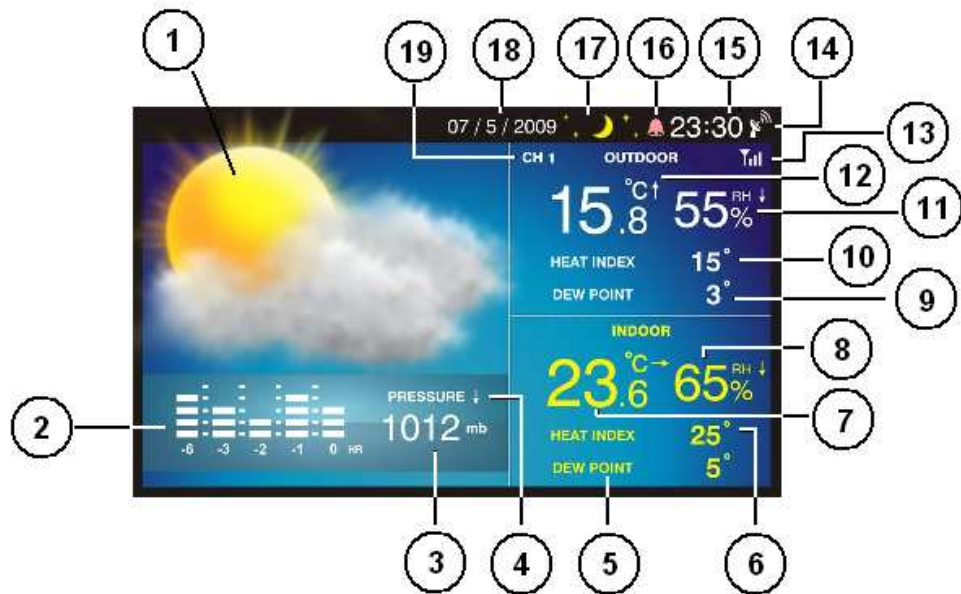 1
19
18
17
16
15
14
07 / 5 / 2009 23:30
13
CH 1 OUTDOOR
12
15.8 °C↑ 55% RH ↓
11
HEAT INDEX 15°
10
DEW POINT 3°
9
INDOOR
8
23.6 °C→ 65% RH ↓
7
HEAT INDEX 25°
DEW POINT 5°
2
PRESSURE ↓
1012 mb
-6 -3 -2 -1 0 HR
3
4
5
6